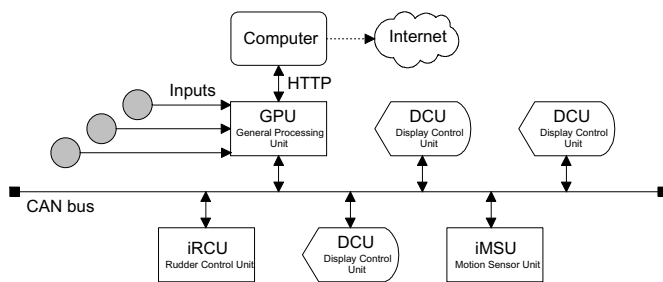 Computer
Internet
HTTP
Inputs
GPU
General Processing
Unit
DCU
Display Control
Unit
DCU
Display Control
Unit
CAN bus
iRCU
Rudder Control Unit
DCU
Display Control
Unit
iMSU
Motion Sensor Unit